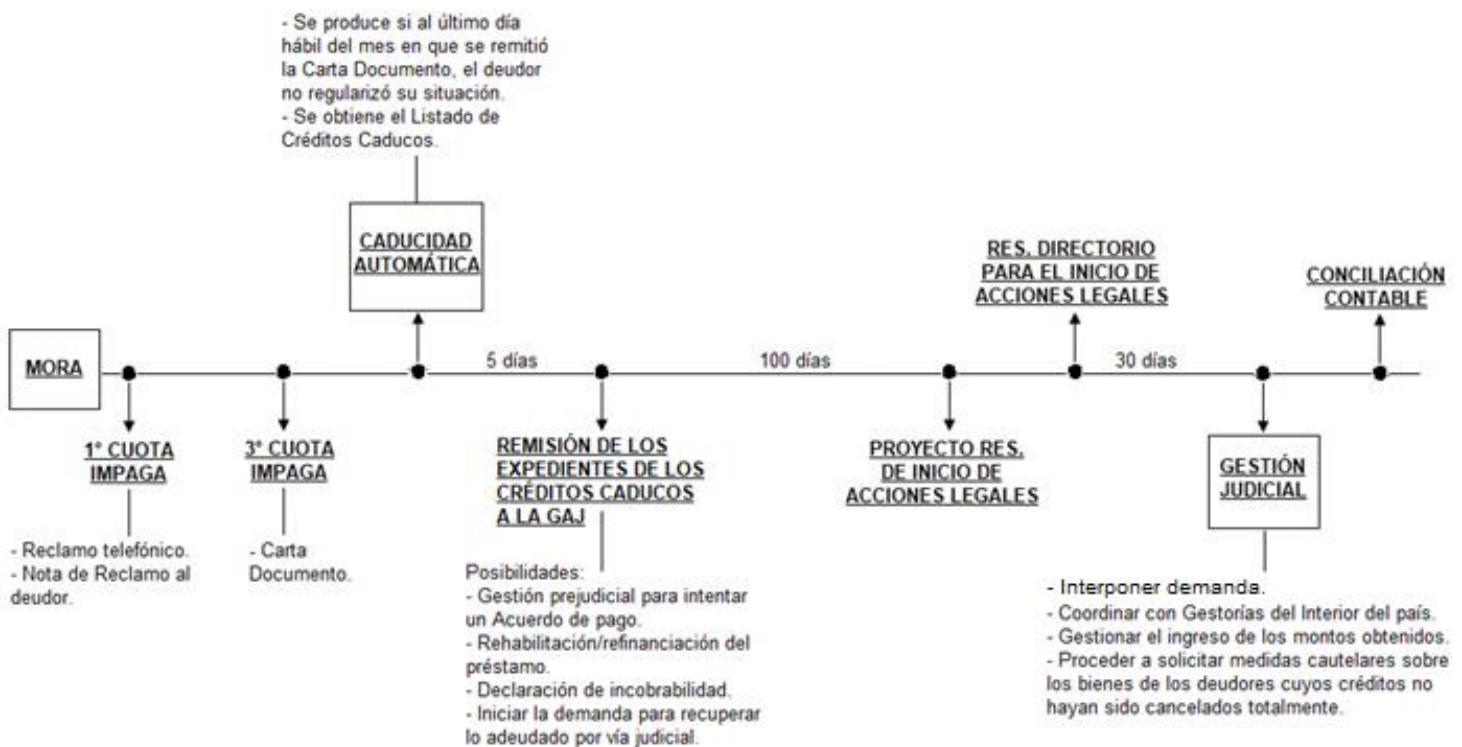 - Se produce si al último día
hábil del mes en que se remitió
la Carta Documento, el deudor
no regularizó su situación.
- Se obtiene el Listado de
Créditos Caducos.
CADUCIDAD
AUTOMÁTICA
RES. DIRECTORIO
PARA EL INICIO DE
ACCIONES LEGALES
CONCILIACIÓN
CONTABLE
MORA
5 días
100 días
30 días
1° CUOTA
IMPAGA
- Reclamo telefónico.
- Nota de Reclamo al
deudor.
3° CUOTA
IMPAGA
- Carta
Documento.
REMISIÓN DE LOS
EXPEDIENTES DE LOS
CRÉDITOS CADUCOS
A LA GAJ
Posibilidades:
- Gestión prejudicial para intentar
un Acuerdo de pago.
- Rehabilitación/refinanciación del
préstamo.
- Declaración de incobrabilidad.
- Iniciar la demanda para recuperar
lo adeudado por vía judicial.
PROYECTO RES.
DE INICIO DE
ACCIONES LEGALES
GESTIÓN
JUDICIAL
- Interponer demanda.
- Coordinar con Gestorías del Interior del país.
- Gestionar el ingreso de los montos obtenidos.
- Proceder a solicitar medidas cautelares sobre
los bienes de los deudores cuyos créditos no
hayan sido cancelados totalmente.